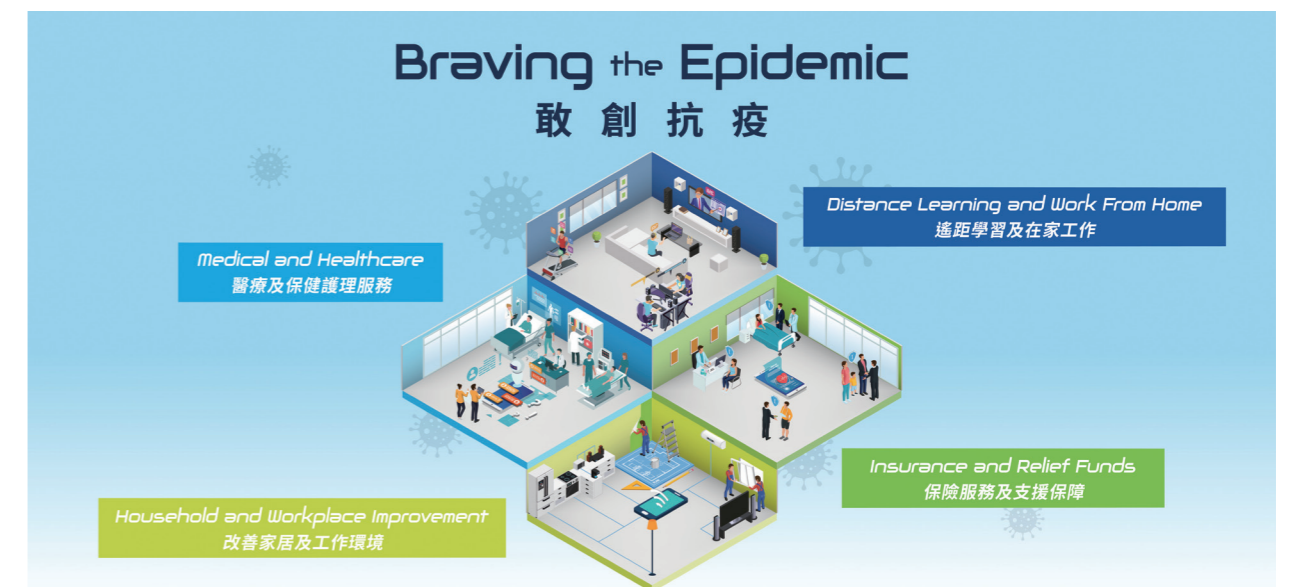 Braving the Epidemic
敢創抗疫
Distance Learning and Work From Home
遙距學習及在家工作
Medical and Healthcare
醫療及保健護理服務
Insurance and Relief Funds
保險服務及支援保障
Household and Workplace Improvement
改善家居及工作環境